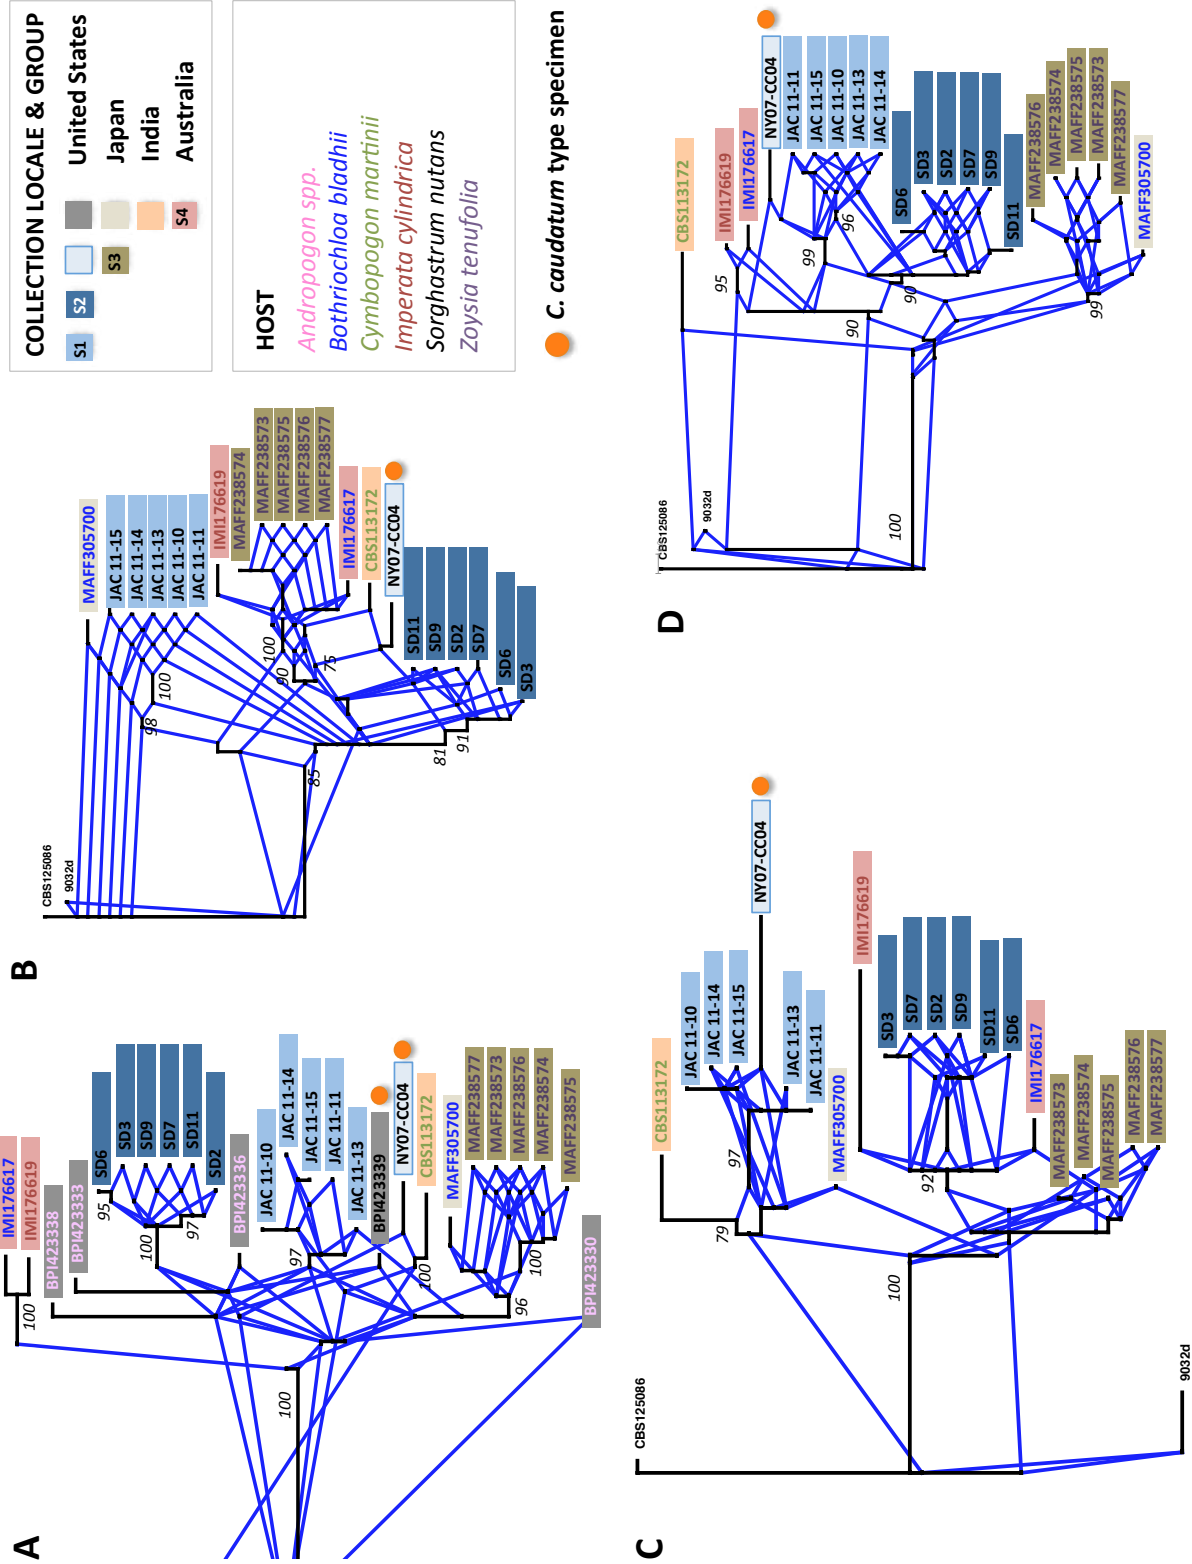 A
IMI176617
IMI176619
100
BPI423338
BPI423333
SD6
95
SD3
SD9
SD7
SD11
SD2
100
97
BPI423336
JAC 11-10
JAC 11-14
JAC 11-15
JAC 11-11
JAC 11-13
97
BPI423339
NY07-CC04
CBS113172
100
MAFF305700
MAFF238577
MAFF238573
MAFF238576
MAFF238574
MAFF238575
100
96
BPI423330
100
B
CBS125086
9032d
MAFF305700
JAC 11-15
JAC 11-14
JAC 11-13
JAC 11-10
JAC 11-11
98
100
IMI176619
MAFF238574
MAFF238573
MAFF238575
MAFF238576
MAFF238577
100
90
75
IMI176617
CBS113172
NY07-CC04
SD11
SD9
SD2
SD7
SD6
SD3
85
81
91
COLLECTION LOCALE & GROUP
S1 S2 United States
S3 Japan
India
S4 Australia
HOST
Andropogon spp.
Bothriochloa bladhii
Cymbopogon martinii
Imperata cylindrica
Sorghastrum nutans
Zoysia tenufolia
C. caudatum type specimen
C
CBS125086
CBS113172
79
JAC 11-10
JAC 11-14
JAC 11-15
NY07-CC04
JAC 11-13
JAC 11-11
97
MAFF305700
IMI176619
SD3
SD7
SD2
SD9
SD11
SD6
92
IMI176617
MAFF238573
MAFF238574
MAFF238575
MAFF238576
MAFF238577
100
9032d
D
CBS125086
9032d
CBS113172
IMI176619
IMI176617
95
NY07-CC04
JAC 11-11
JAC 11-15
JAC 11-10
JAC 11-13
JAC 11-14
99
96
SD6
SD3
SD2
SD7
SD9
SD11
90
90
MAFF238576
MAFF238574
MAFF238575
MAFF238573
MAFF238577
MAFF305700
99
100